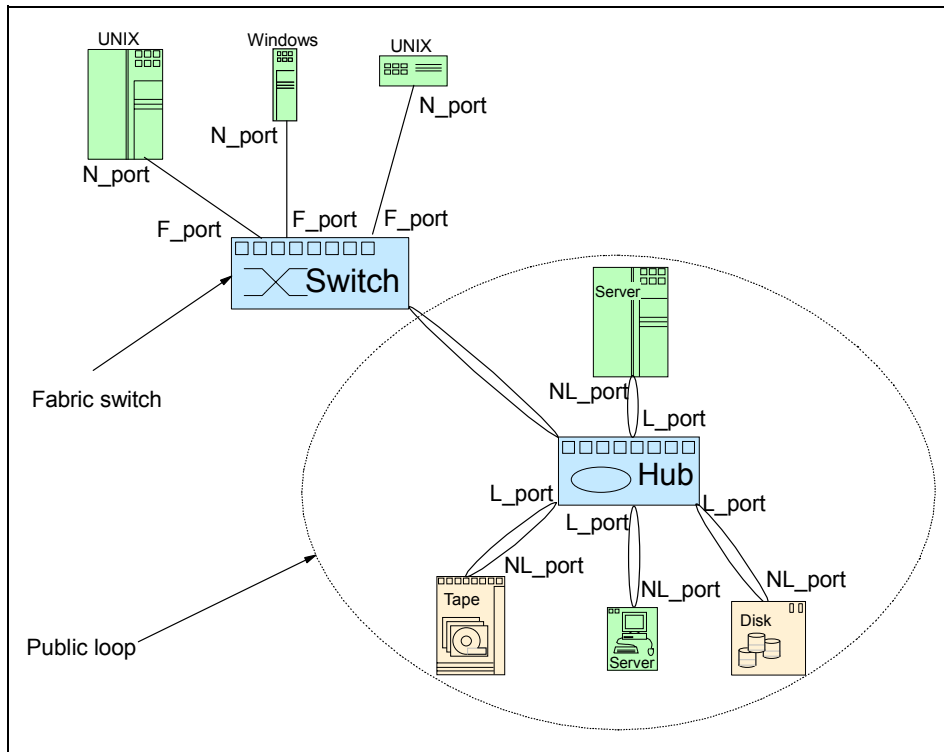 UNIX
Windows
UNIX
N_port
N_port
N_port
F_port
F_port
F_port
Switch
Server
Fabric switch
NL_port
L_port
Hub
L_port
L_port
L_port
NL_port
NL_port
NL_port
Tape
Disk
Server
Public loop